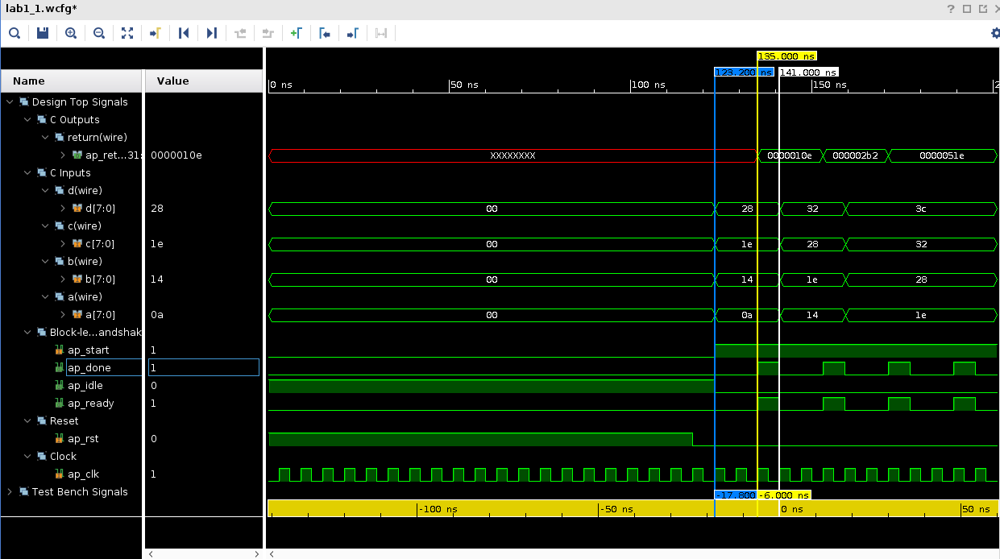 lab1_1.wcfg*
?
135.000 ns
123.200 ns 141.000 ns
Name Value 0 ns 50 ns 100 ns 150 ns 2
Design Top Signals
C Outputs
return(wire)
ap_ret...31: 0000010e XXXXXXXX 0000010e 000002b2 0000051e
C Inputs
d(wire)
d[7:0] 28 00 28 32 3c
c(wire)
c[7:0] 1e 00 1e 28 32
b(wire)
b[7:0] 14 00 14 1e 28
a(wire)
a[7:0] 0a 00 0a 14 1e
Block-le...andshak
ap_start 1
ap_done 1
ap_idle 0
ap_ready 1
Reset
ap_rst 0
Clock
ap_clk 1
Test Bench Signals -17.800 -6.000 ns
-100 ns -50 ns 0 ns 50 ns